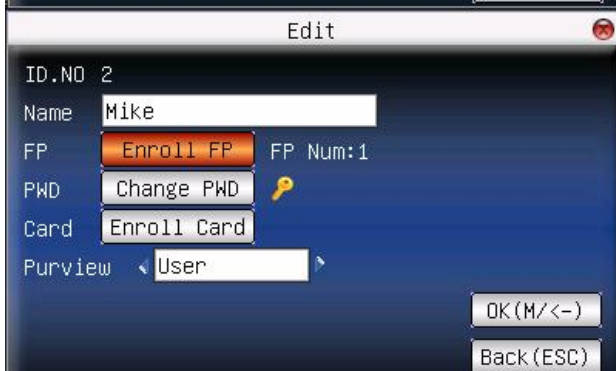 Edit
ID.NO 2
Name Mike
FP Enroll FP FP Num:1
PWD Change PWD
Card Enroll Card
Purview User
OK(M/<-)
Back(ESC)